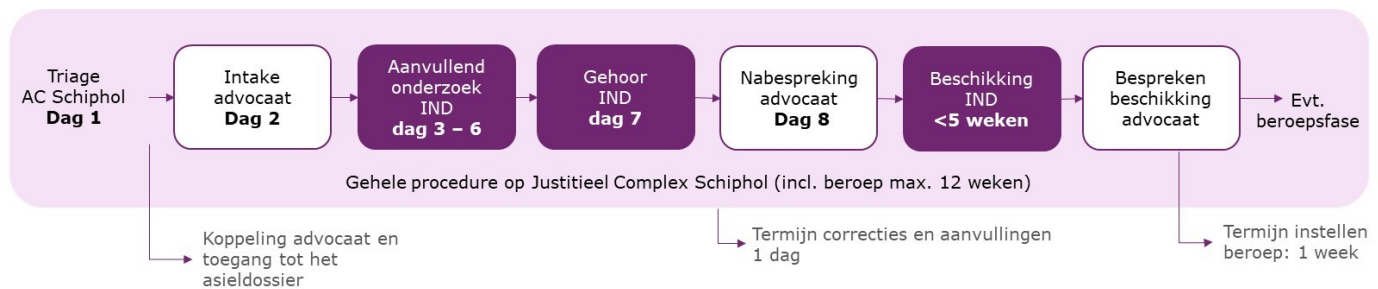 Triage
AC Schiphol
Dag 1
Intake
advocaat
Dag 2
Aanvullend
onderzoek
IND
dag 3 – 6
Gehoor
IND
dag 7
Nabespreking
advocaat
Dag 8
Beschikking
IND
<5 weken
Bespreken
beschikking
advocaat
Evt.
beroepsfase
Gehele procedure op Justitieel Complex Schiphol (incl. beroep max. 12 weken)
Koppeling advocaat en
toegang tot het
asieldossier
Termijn correcties en aanvullingen
1 dag
Termijn instellen
beroep: 1 week